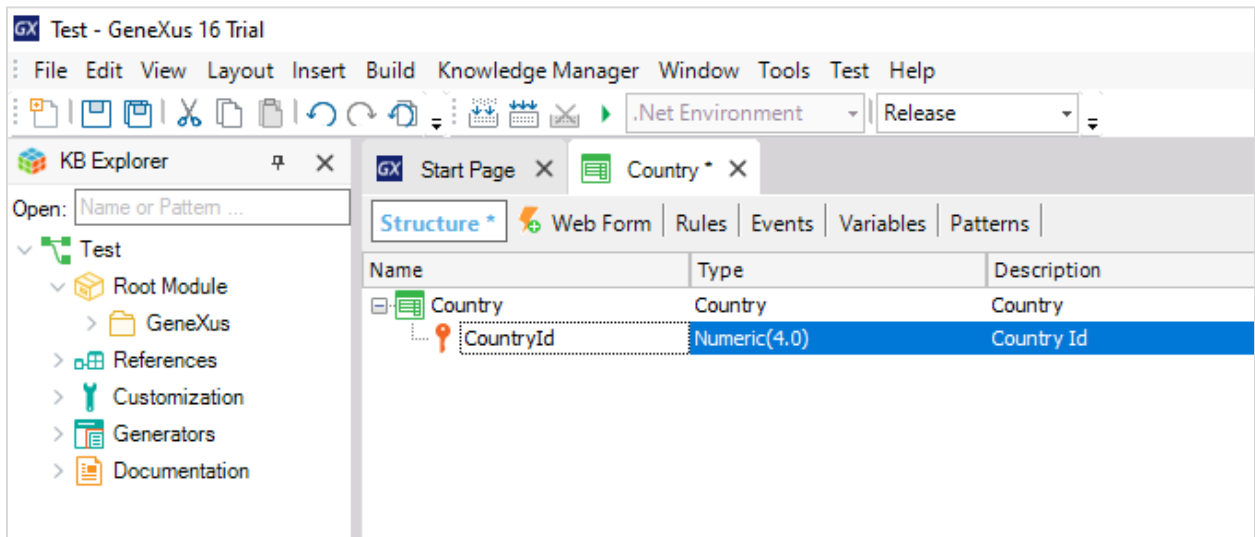 GX Test - GeneXus 16 Trial
File Edit View Layout Insert Build Knowledge Manager Window Tools Test Help
.Net Environment Release
KB Explorer
GX Start Page Country *
Open: Name or Pattern ...
Structure * Web Form Rules Events Variables Patterns
Test
Name Type Description
Root Module
Country Country Country
GeneXus
CountryId Numeric(4.0) Country Id
References
Customization
Generators
Documentation